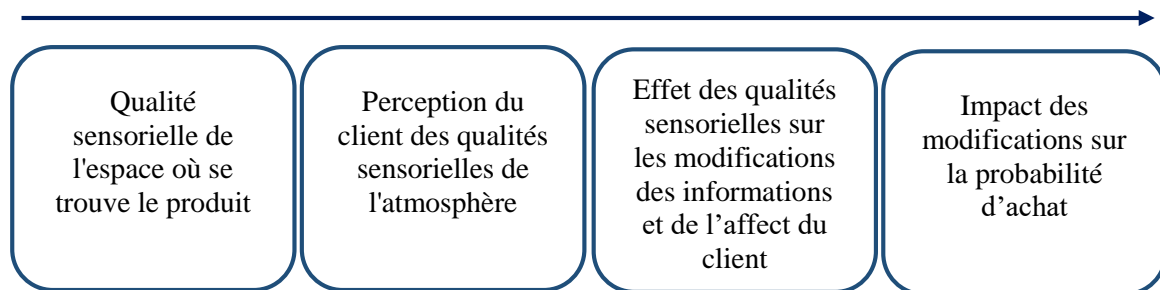 Qualité
sensorielle de
l'espace où se
trouve le produit
Perception du
client des qualités
sensorielles de
l'atmosphère
Effet des qualités
sensorielles sur
les modifications
des informations
et de l’affect du
client
Impact des
modifications sur
la probabilité
d’achat